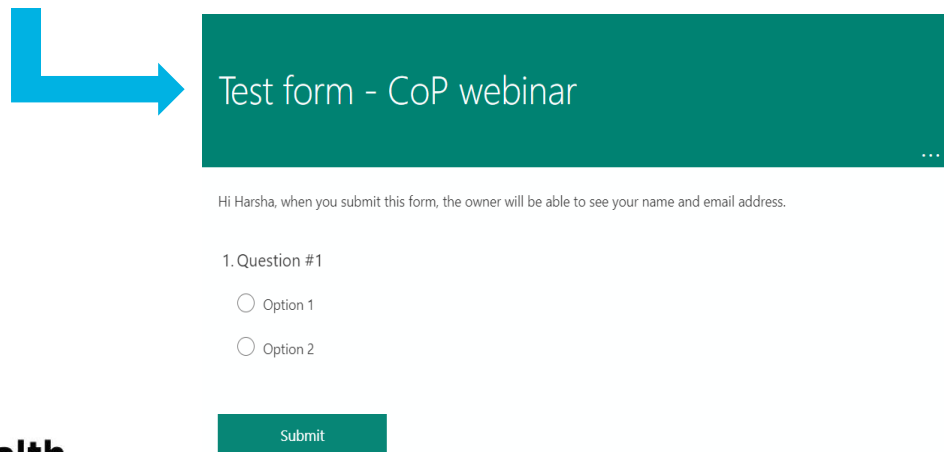 Test form - CoP webinar
...
Hi Harsha, when you submit this form, the owner will be able to see your name and email address.
1. Question #1
Option 1
Option 2
Submit